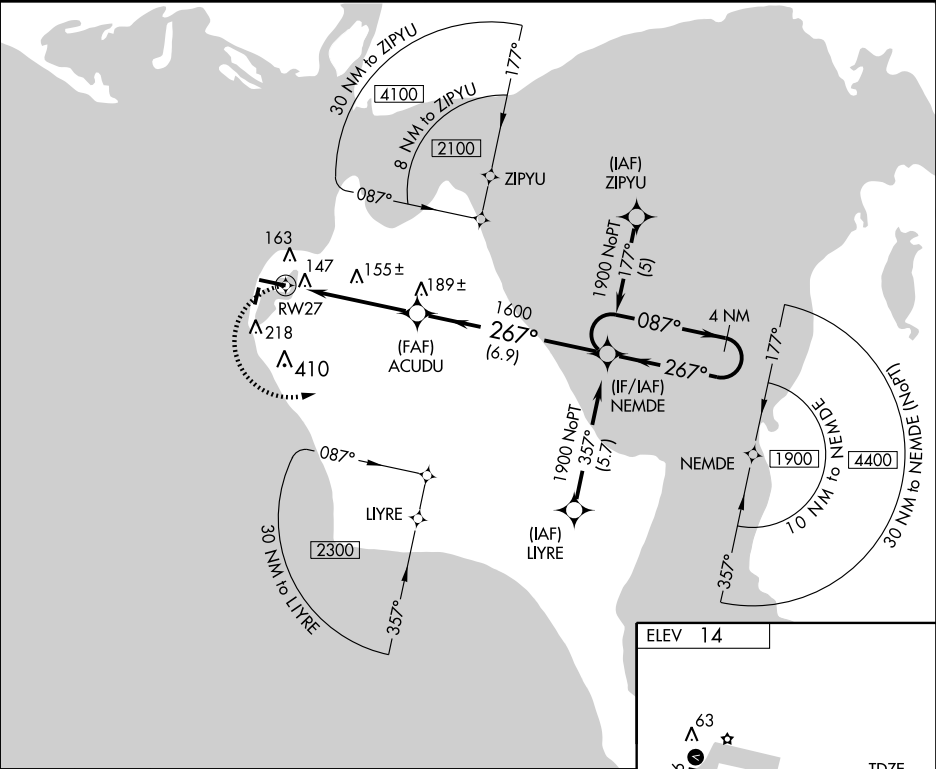 30 NM to ZIPYU
4100
8 NM to ZIPYU
2100
177°
087°
ZIPYU
(IAF)
ZIPYU
1900 NoPT
177°
(5)
163
147
155±
189±
RW27
218
410
(FAF)
ACUDU
1600
267°
(6.9)
087°
4 NM
267°
(IF/IAF)
NEMDE
1900 NoPT
357°
(5.7)
(IAF)
LIYRE
177°
NEMDE
1900
10 NM to NEMDE
4400
30 NM to NEMDE (NoPT)
357°
087°
LIYRE
2300
30 NM to LIYRE
357°
ELEV 14
63
TDZE